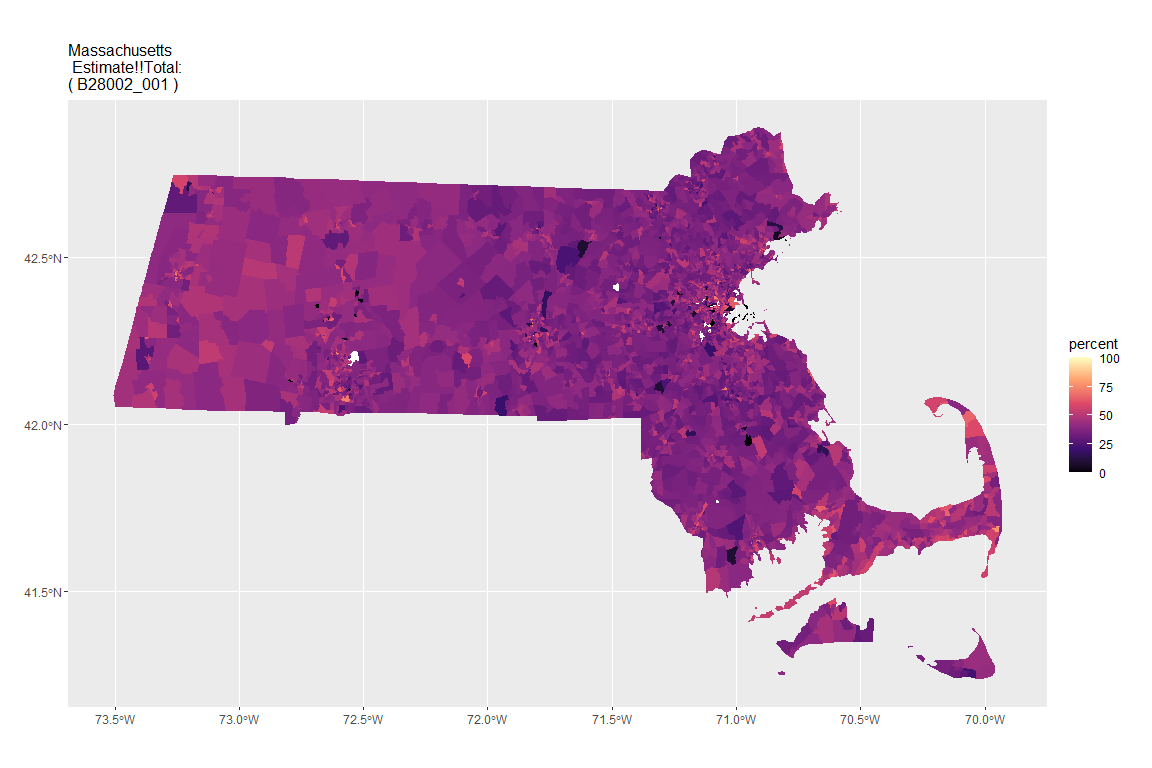 Massachusetts
Estimate!!Total:
( B28002_001 )
42.5°N
42.0°N
41.5°N
73.5°W
73.0°W
72.5°W
72.0°W
71.5°W
71.0°W
70.5°W
70.0°W
percent
100
75
50
25
0